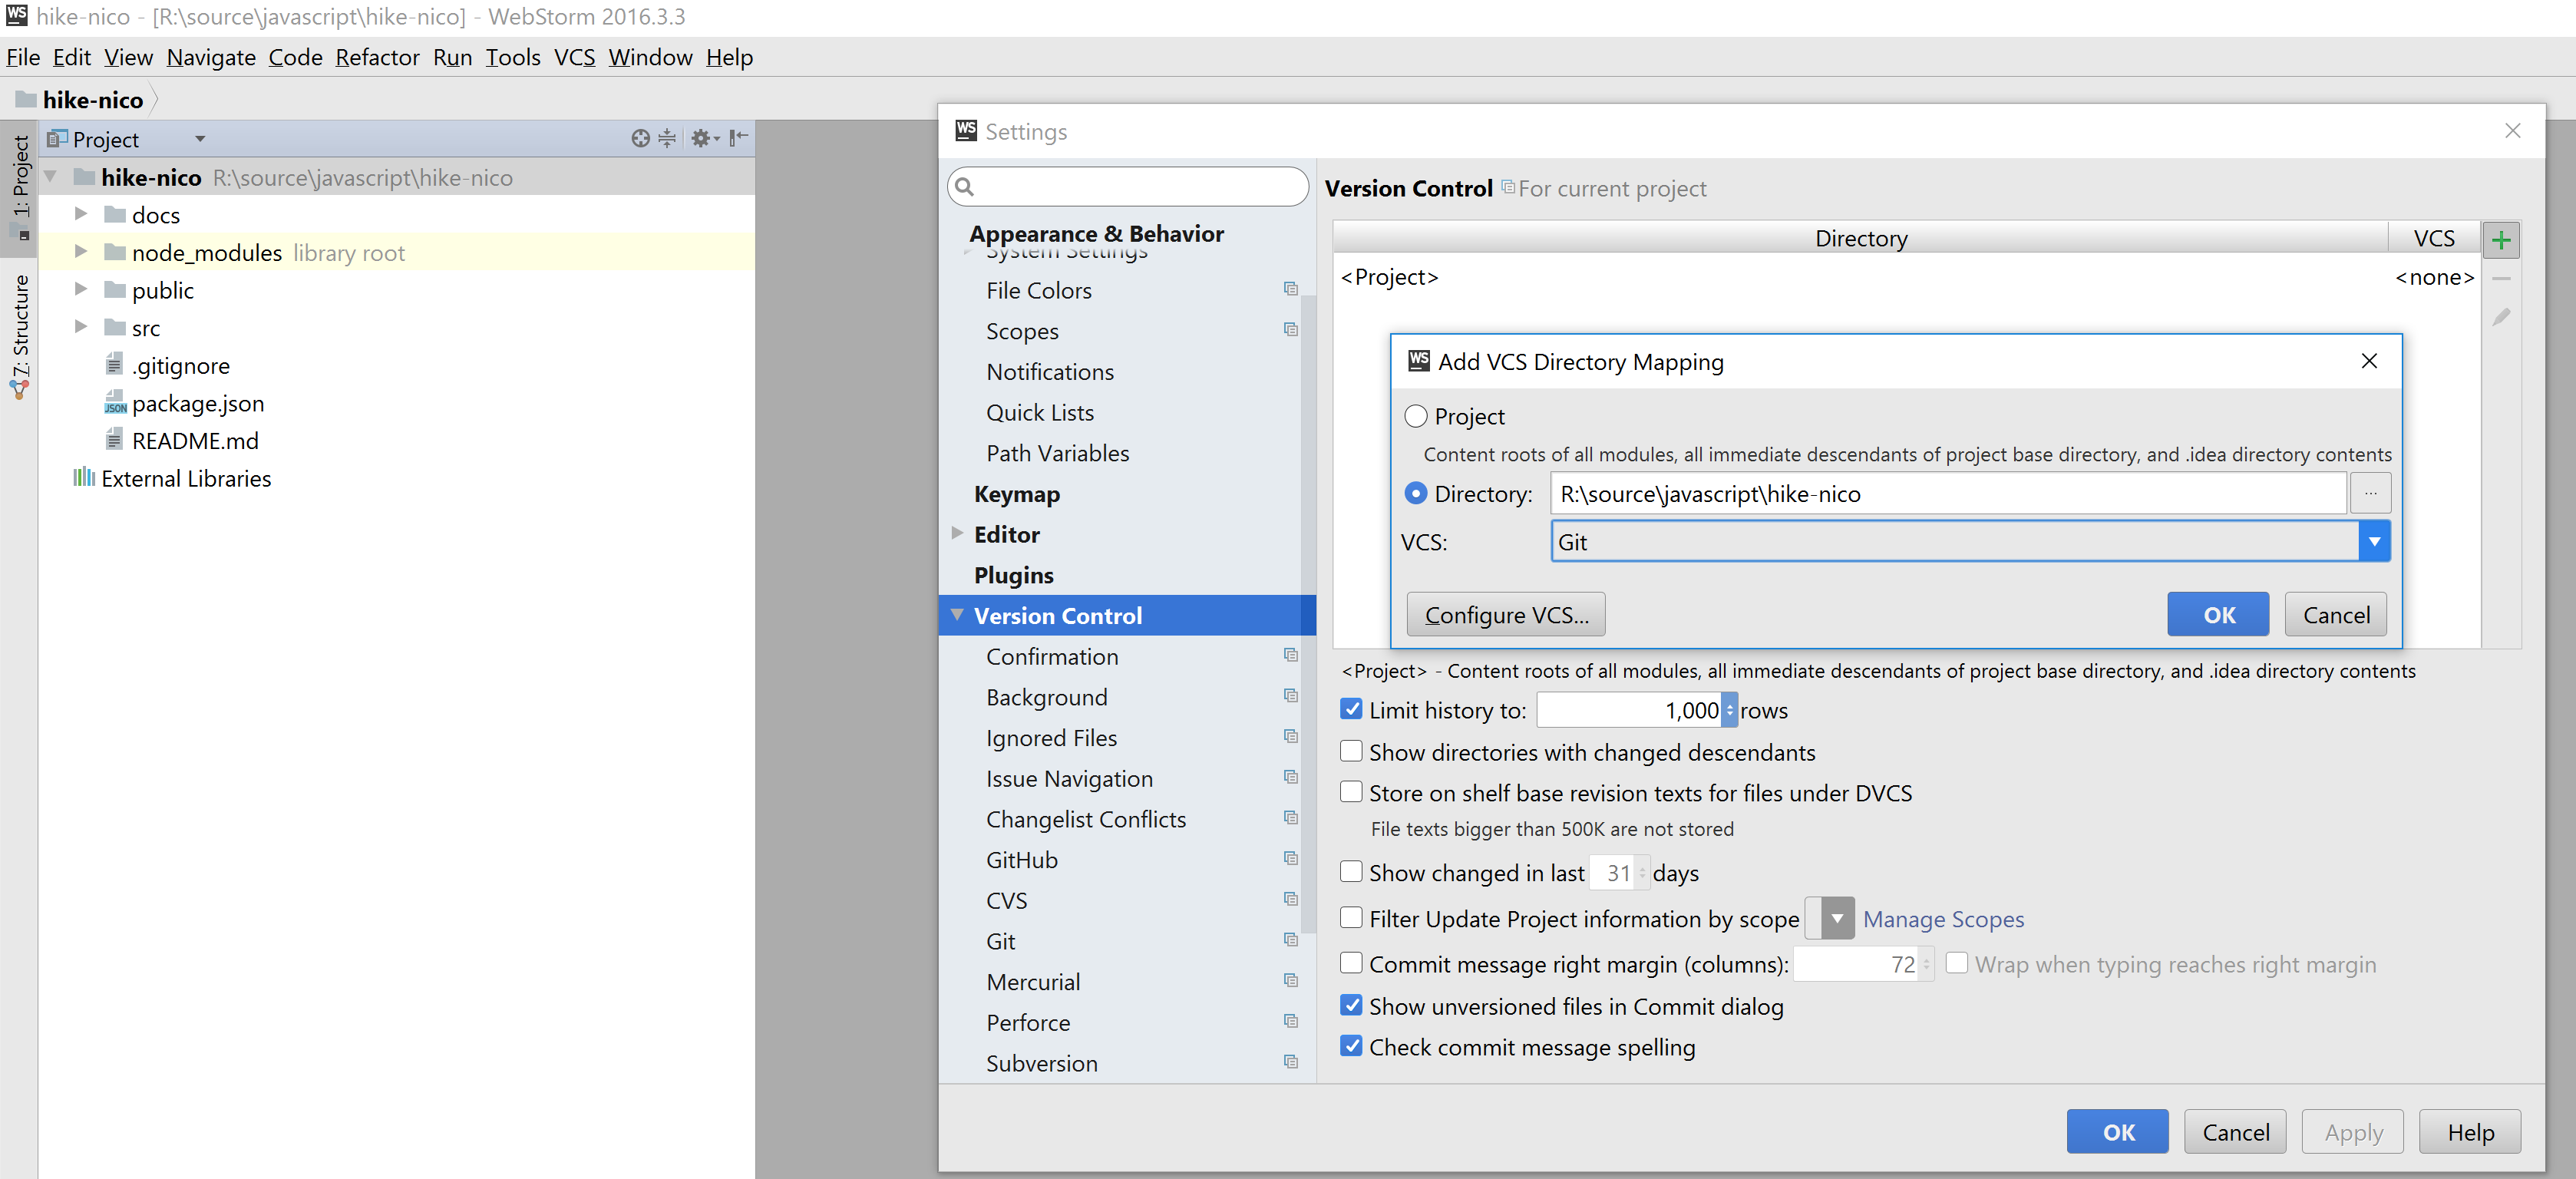 WS hike-nico - [R:\source\javascript\hike-nico] - WebStorm 2016.3.3
File Edit View Navigate Code Refactor Run Tools VCS Window Help
hike-nico
1: Project
7: Structure
Project
hike-nico R:\source\javascript\hike-nico
docs
node_modules library root
public
src
.gitignore
JSON package.json
README.md
External Libraries
WS Settings
Appearance & Behavior
System Settings
File Colors
Scopes
Notifications
Quick Lists
Path Variables
Keymap
Editor
Plugins
Version Control
Confirmation
Background
Ignored Files
Issue Navigation
Changelist Conflicts
GitHub
CVS
Git
Mercurial
Perforce
Subversion
Version Control For current project
Directory VCS
<Project> <none>
WS Add VCS Directory Mapping
Project
Content roots of all modules, all immediate descendants of project base directory, and .idea directory contents
Directory: R:\source\javascript\hike-nico ...
VCS: Git
Configure VCS... OK Cancel
<Project> - Content roots of all modules, all immediate descendants of project base directory, and .idea directory contents
Limit history to: 1,000 rows
Show directories with changed descendants
Store on shelf base revision texts for files under DVCS
File texts bigger than 500K are not stored
Show changed in last 31 days
Filter Update Project information by scope Manage Scopes
Commit message right margin (columns): 72 Wrap when typing reaches right margin
Show unversioned files in Commit dialog
Check commit message spelling
OK Cancel Apply Help